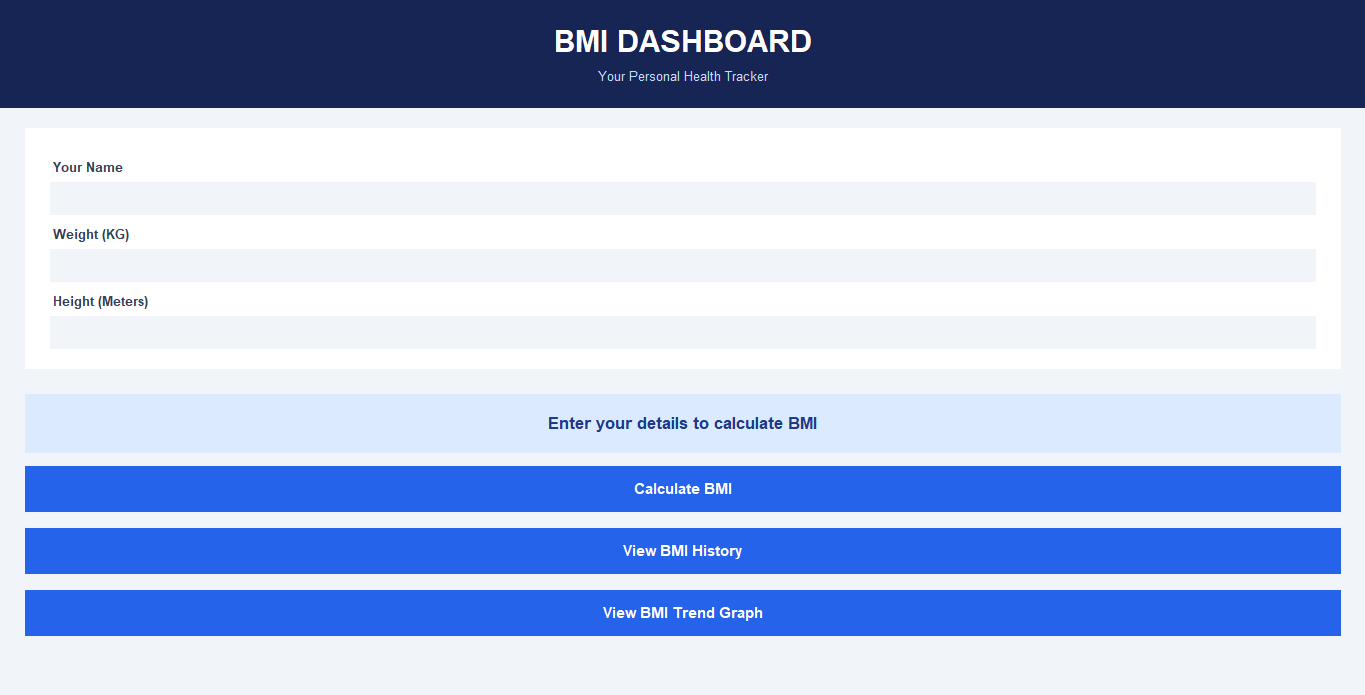 BMI DASHBOARD
Your Personal Health Tracker
Your Name
Weight (KG)
Height (Meters)
Enter your details to calculate BMI
Calculate BMI
View BMI History
View BMI Trend Graph